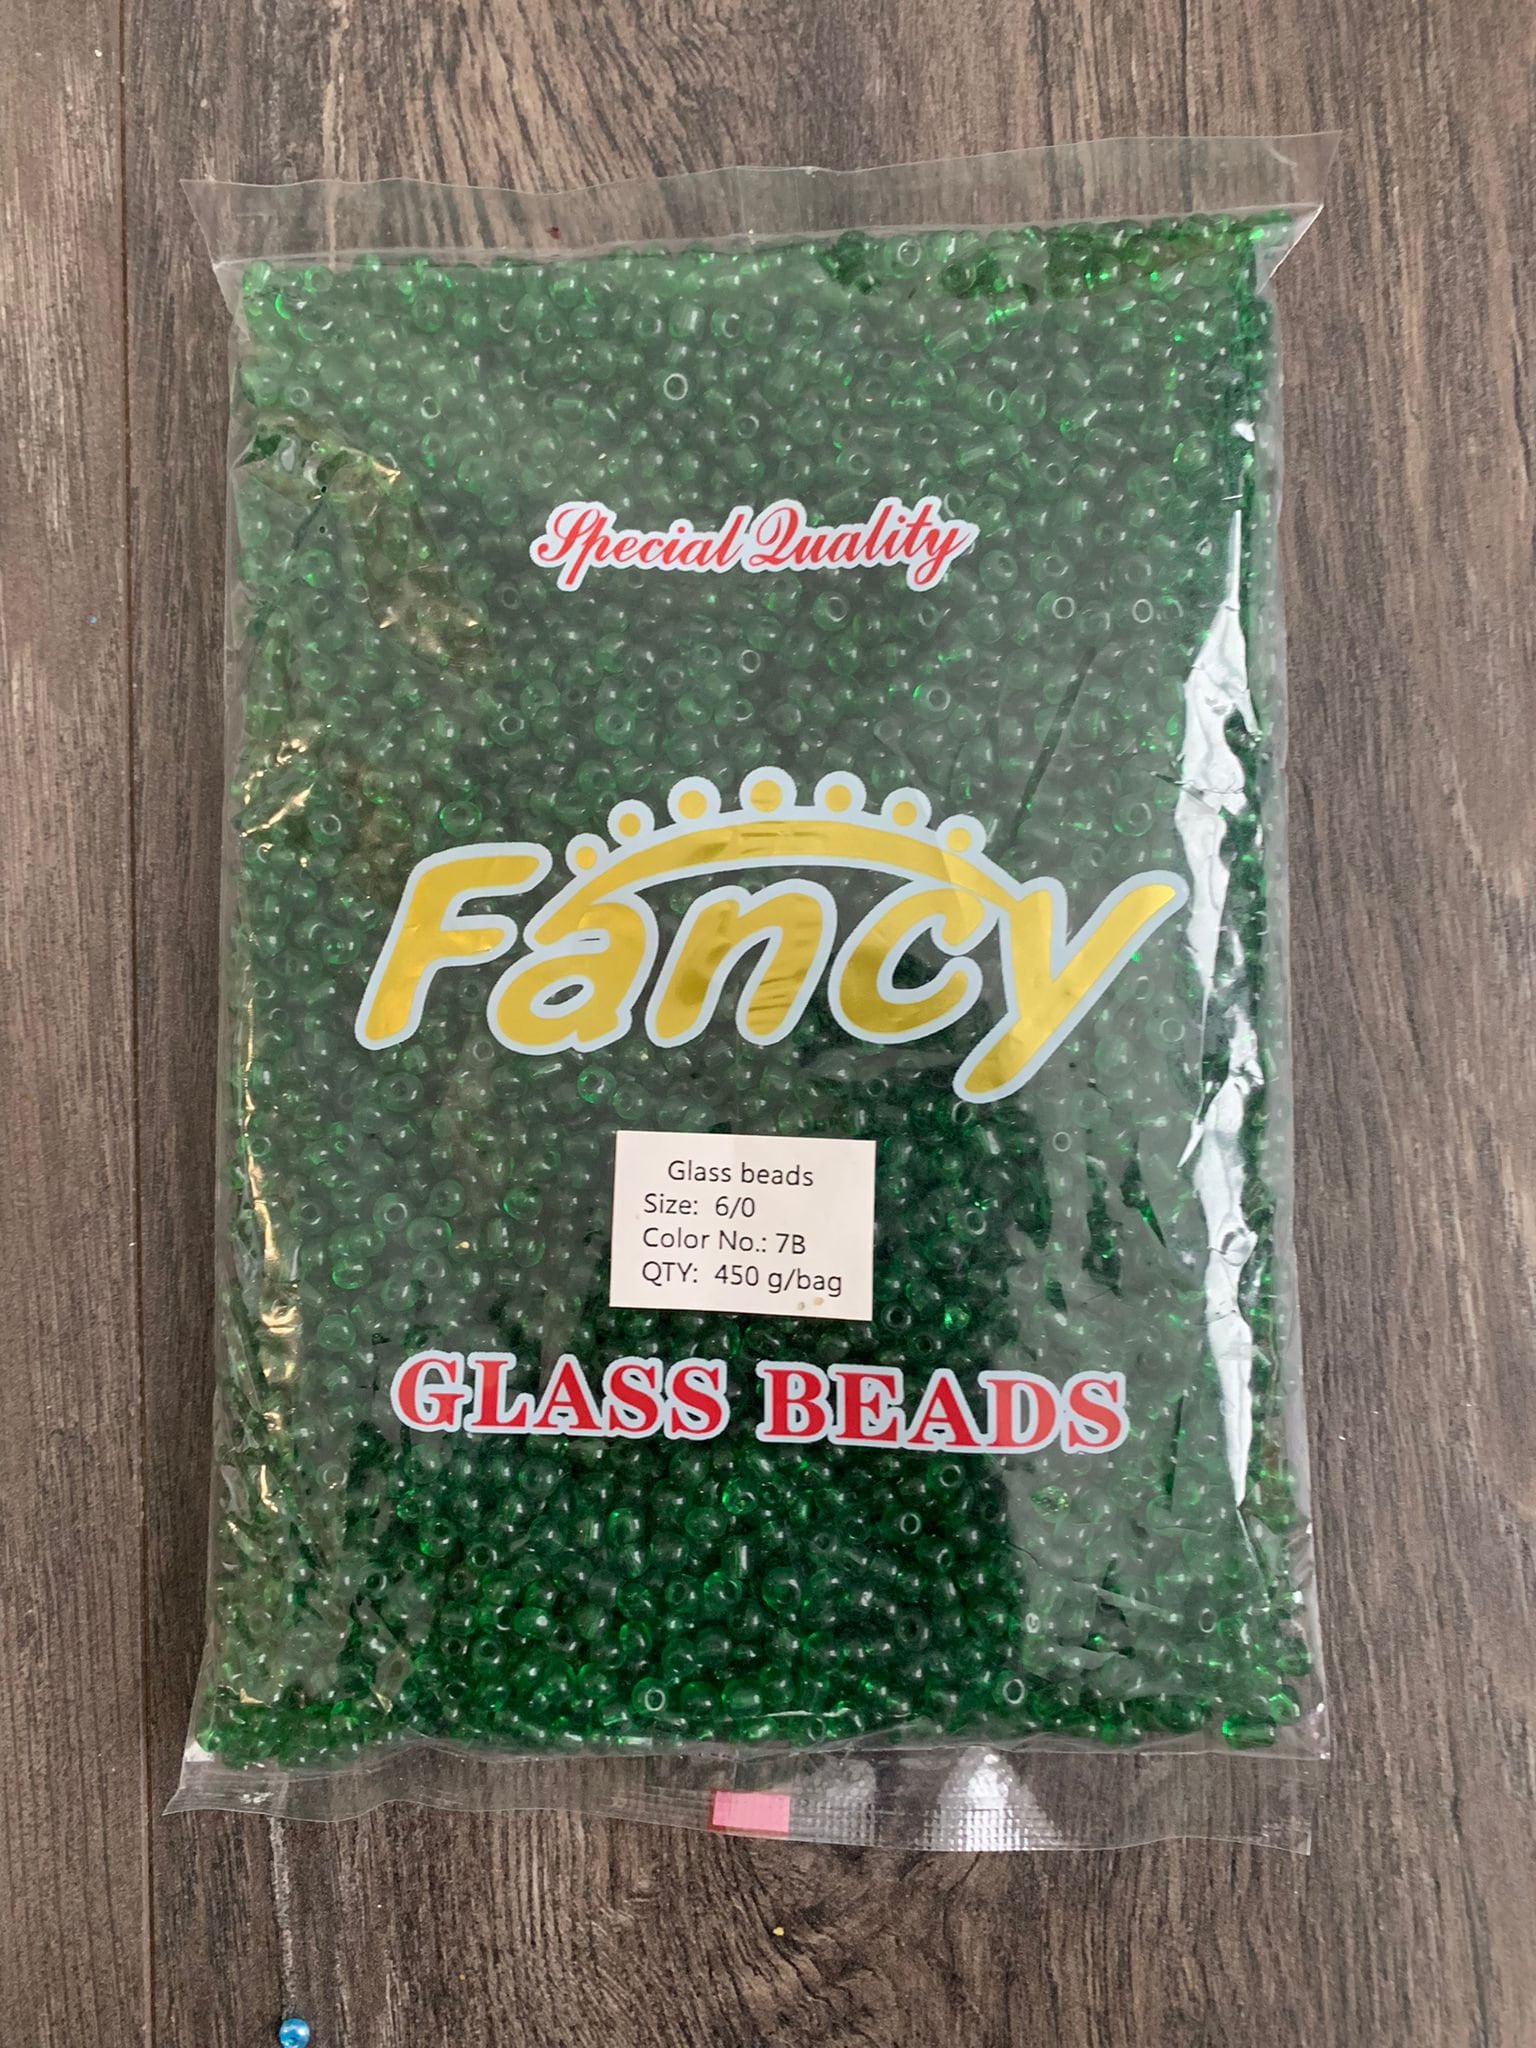 Special Quality
Fancy
Glass beads
Size: 6/0
Color No.: 7B
QTY: 450 g/bag
GLASS BEADS